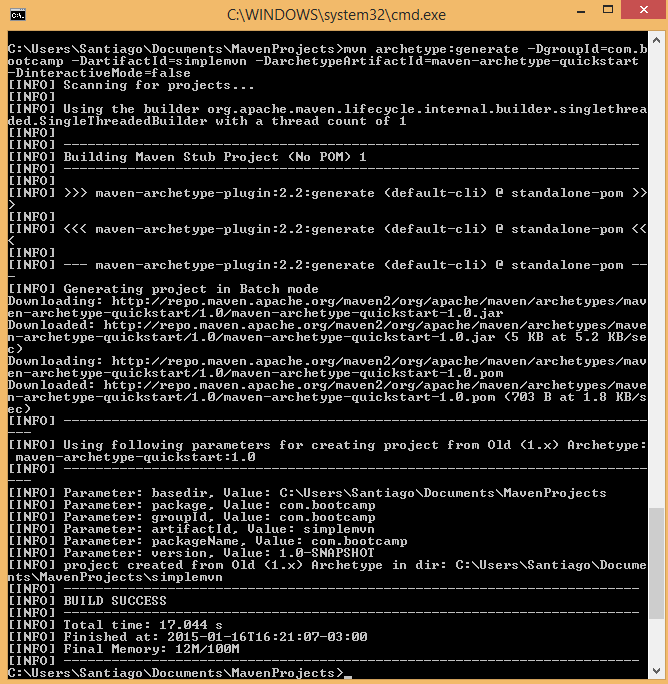 C:\WINDOWS\system32\cmd.exe
C:\Users\Santiago\Documents\MavenProjects>mvn archetype:generate -DgroupId=com.b
ootcamp -DartifactId=simplemvn -DarchetypeArtifactId=maven-archetype-quickstart
-DinteractiveMode=false
[INFO] Scanning for projects...
[INFO]
[INFO] Using the builder org.apache.maven.lifecycle.internal.builder.singlethrea
ded.SingleThreadedBuilder with a thread count of 1
[INFO]
[INFO] ------------------------------------------------------------------------
[INFO] Building Maven Stub Project (No POM) 1
[INFO] ------------------------------------------------------------------------
[INFO]
[INFO] >>> maven-archetype-plugin:2.2:generate (default-cli) @ standalone-pom >>
>
[INFO]
[INFO] <<< maven-archetype-plugin:2.2:generate (default-cli) @ standalone-pom <<
<
[INFO]
[INFO] --- maven-archetype-plugin:2.2:generate (default-cli) @ standalone-pom --
-
[INFO] Generating project in Batch mode
Downloading: http://repo.maven.apache.org/maven2/org/apache/maven/archetypes/mav
en-archetype-quickstart/1.0/maven-archetype-quickstart-1.0.jar
Downloaded: http://repo.maven.apache.org/maven2/org/apache/maven/archetypes/mave
n-archetype-quickstart/1.0/maven-archetype-quickstart-1.0.jar (5 KB at 5.2 KB/se
c)
Downloading: http://repo.maven.apache.org/maven2/org/apache/maven/archetypes/mav
en-archetype-quickstart/1.0/maven-archetype-quickstart-1.0.pom
Downloaded: http://repo.maven.apache.org/maven2/org/apache/maven/archetypes/mave
n-archetype-quickstart/1.0/maven-archetype-quickstart-1.0.pom (703 B at 1.8 KB/s
ec)
[INFO] -------------------------------------------------------------------------
---
[INFO] Using following parameters for creating project from Old (1.x) Archetype:
 maven-archetype-quickstart:1.0
[INFO] -------------------------------------------------------------------------
---
[INFO] Parameter: basedir, Value: C:\Users\Santiago\Documents\MavenProjects
[INFO] Parameter: package, Value: com.bootcamp
[INFO] Parameter: groupId, Value: com.bootcamp
[INFO] Parameter: artifactId, Value: simplemvn
[INFO] Parameter: packageName, Value: com.bootcamp
[INFO] Parameter: version, Value: 1.0-SNAPSHOT
[INFO] project created from Old (1.x) Archetype in dir: C:\Users\Santiago\Docume
nts\MavenProjects\simplemvn
[INFO] ------------------------------------------------------------------------
[INFO] BUILD SUCCESS
[INFO] ------------------------------------------------------------------------
[INFO] Total time: 17.044 s
[INFO] Finished at: 2015-01-16T16:21:07-03:00
[INFO] Final Memory: 12M/100M
[INFO] ------------------------------------------------------------------------
C:\Users\Santiago\Documents\MavenProjects>_